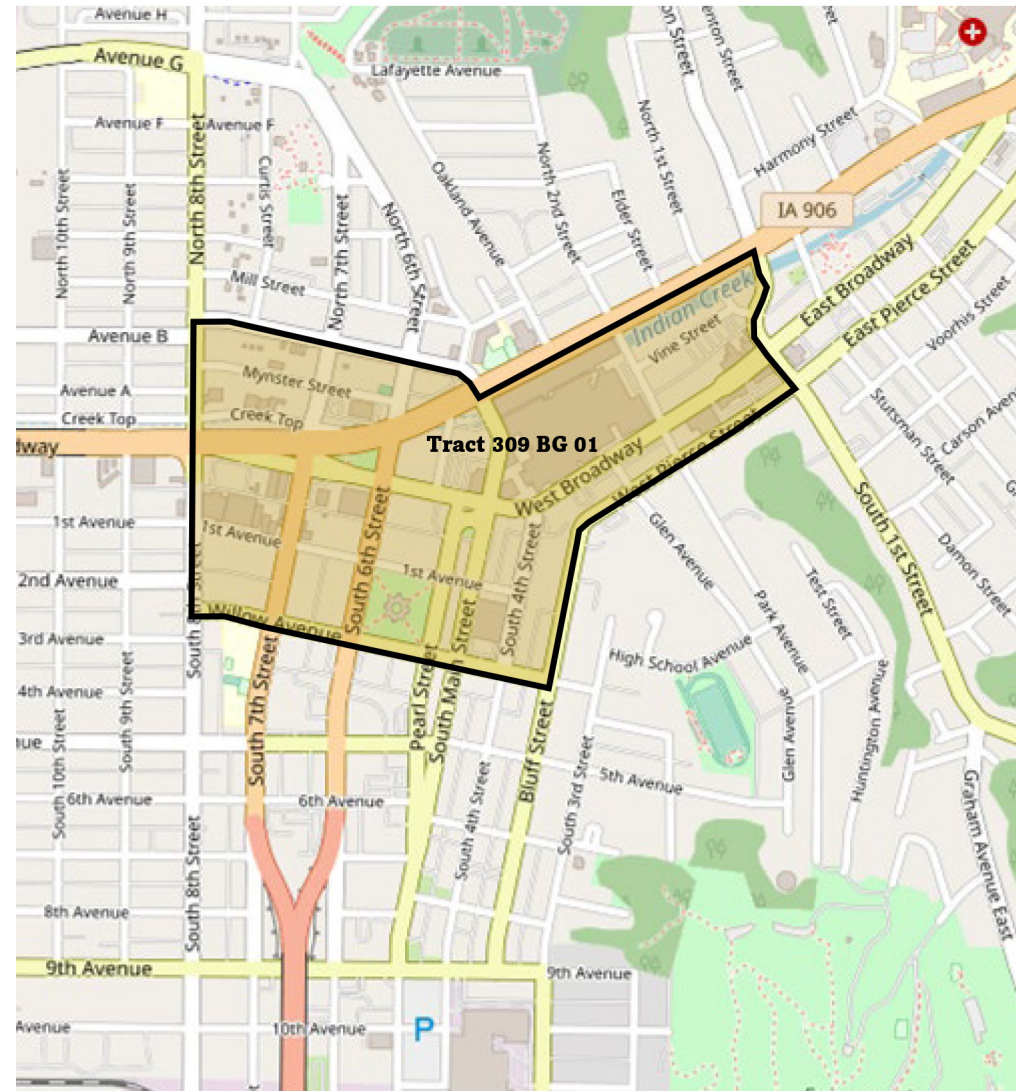 Avenue H
Avenue G
Lafayette Avenue
Avenue F
Avenue F
Harmony Street
North 10th Street
North 9th Street
North 8th Street
Curtis Street
North 7th Street
North 6th Street
Oakland Avenue
North 2nd Street
Elder Street
North 1st Street
IA 906
Mill Street
Indian Creek
East Broadway
East Pierce Street
Voorhis Street
Avenue B
Vine Street
Mynster Street
Avenue A
Creek Top
Creek Top
Tract 309 BG 01
West Broadway
West Pierce Street
Stutsman Street
1st Avenue
1st Avenue
South 6th Street
1st Avenue
South 4th Street
Glen Avenue
South 1st Street
Damon Street
2nd Avenue
Willow Avenue
Park Avenue
Test Street
3rd Avenue
High School Avenue
4th Avenue
South 7th Street
Pearl Street
South Main Street
Bluff Street
South 10th Street
South 9th Street
Glen Avenue
Huntington Avenue
5th Avenue
6th Avenue
6th Avenue
South 8th Street
South 4th Street
South 3rd Street
Graham Avenue East
8th Avenue
9th Avenue
9th Avenue
10th Avenue
P